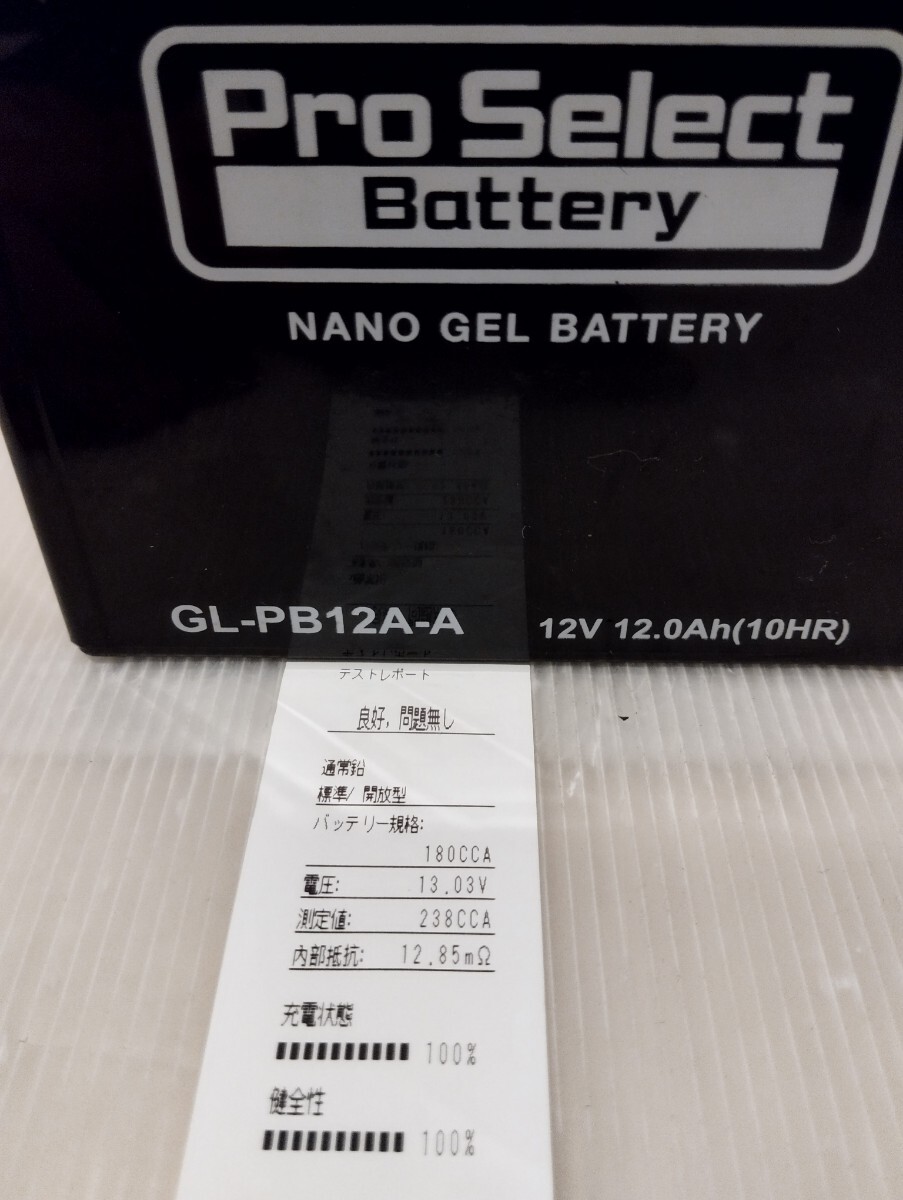 Pro Select
Battery
NANO GEL BATTERY
GL-PB12A-A 12V 12.0Ah(10HR)
テストレポート
良好, 問題無し
通常鉛
標準/ 開放型
バッテリー規格:
180CCA
電圧: 13.03V
測定値: 238CCA
内部抵抗: 12.85mΩ
充電状態
100%
健全性
100%